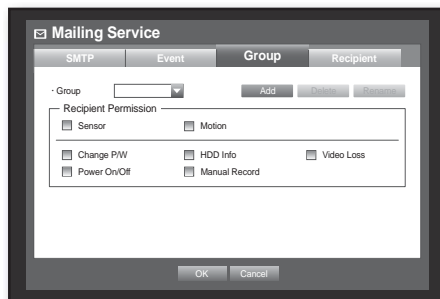 Mailing Service
SMTP Event Group Recipient
· Group Add Delete Rename
Recipient Permission
Sensor Motion
Change P/W HDD Info Video Loss
Power On/Off Manual Record
OK Cancel